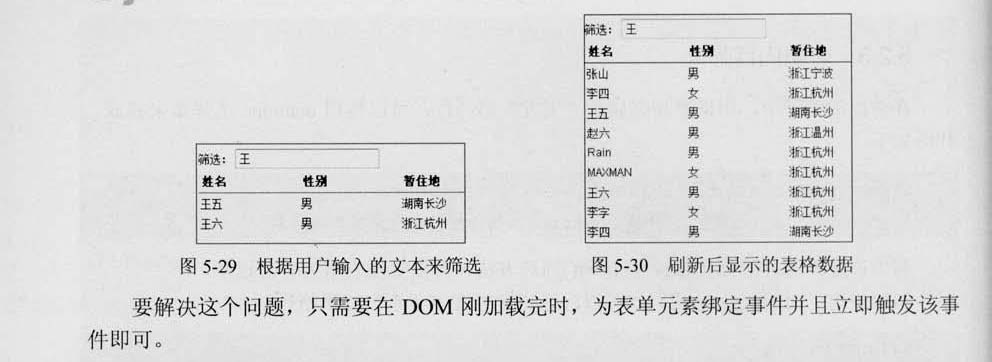 筛选： 王
姓名 性别 暂住地
王五 男 湖南长沙
王六 男 浙江杭州
图 5-29 根据用户输入的文本来筛选
筛选： 王
姓名 性别 暂住地
张山 男 浙江宁波
李四 女 浙江杭州
王五 男 湖南长沙
赵六 男 浙江温州
Rain 男 浙江杭州
MAXMAN 女 浙江杭州
王六 男 浙江杭州
李字 女 浙江杭州
李四 男 湖南长沙
图 5-30 刷新后显示的表格数据
要解决这个问题，只需要在 DOM 刚加载完时，为表单元素绑定事件并且立即触发该事
件即可。